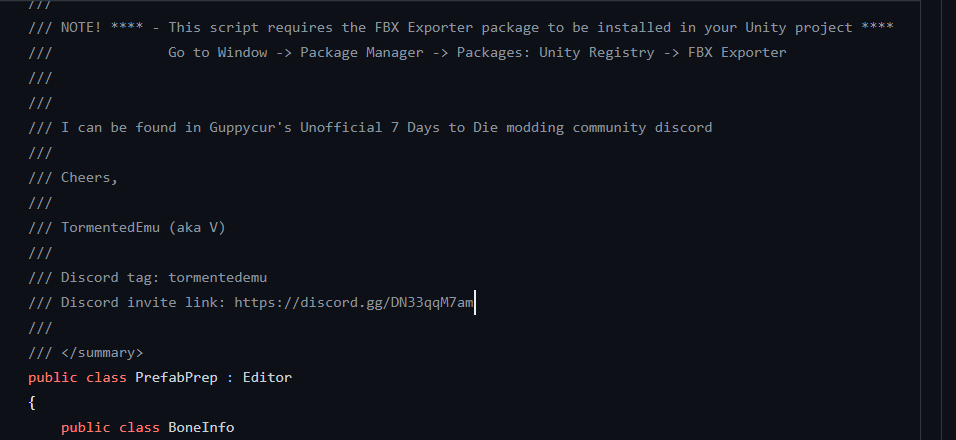 ///
/// NOTE! **** - This script requires the FBX Exporter package to be installed in your Unity project ****
///              Go to Window -> Package Manager -> Packages: Unity Registry -> FBX Exporter
///
///
/// I can be found in Guppycur's Unofficial 7 Days to Die modding community discord
///
/// Cheers,
///
/// TormentedEmu (aka V)
///
/// Discord tag: tormentedemu
/// Discord invite link: https://discord.gg/DN33qqM7am
///
/// </summary>
public class PrefabPrep : Editor
{
    public class BoneInfo